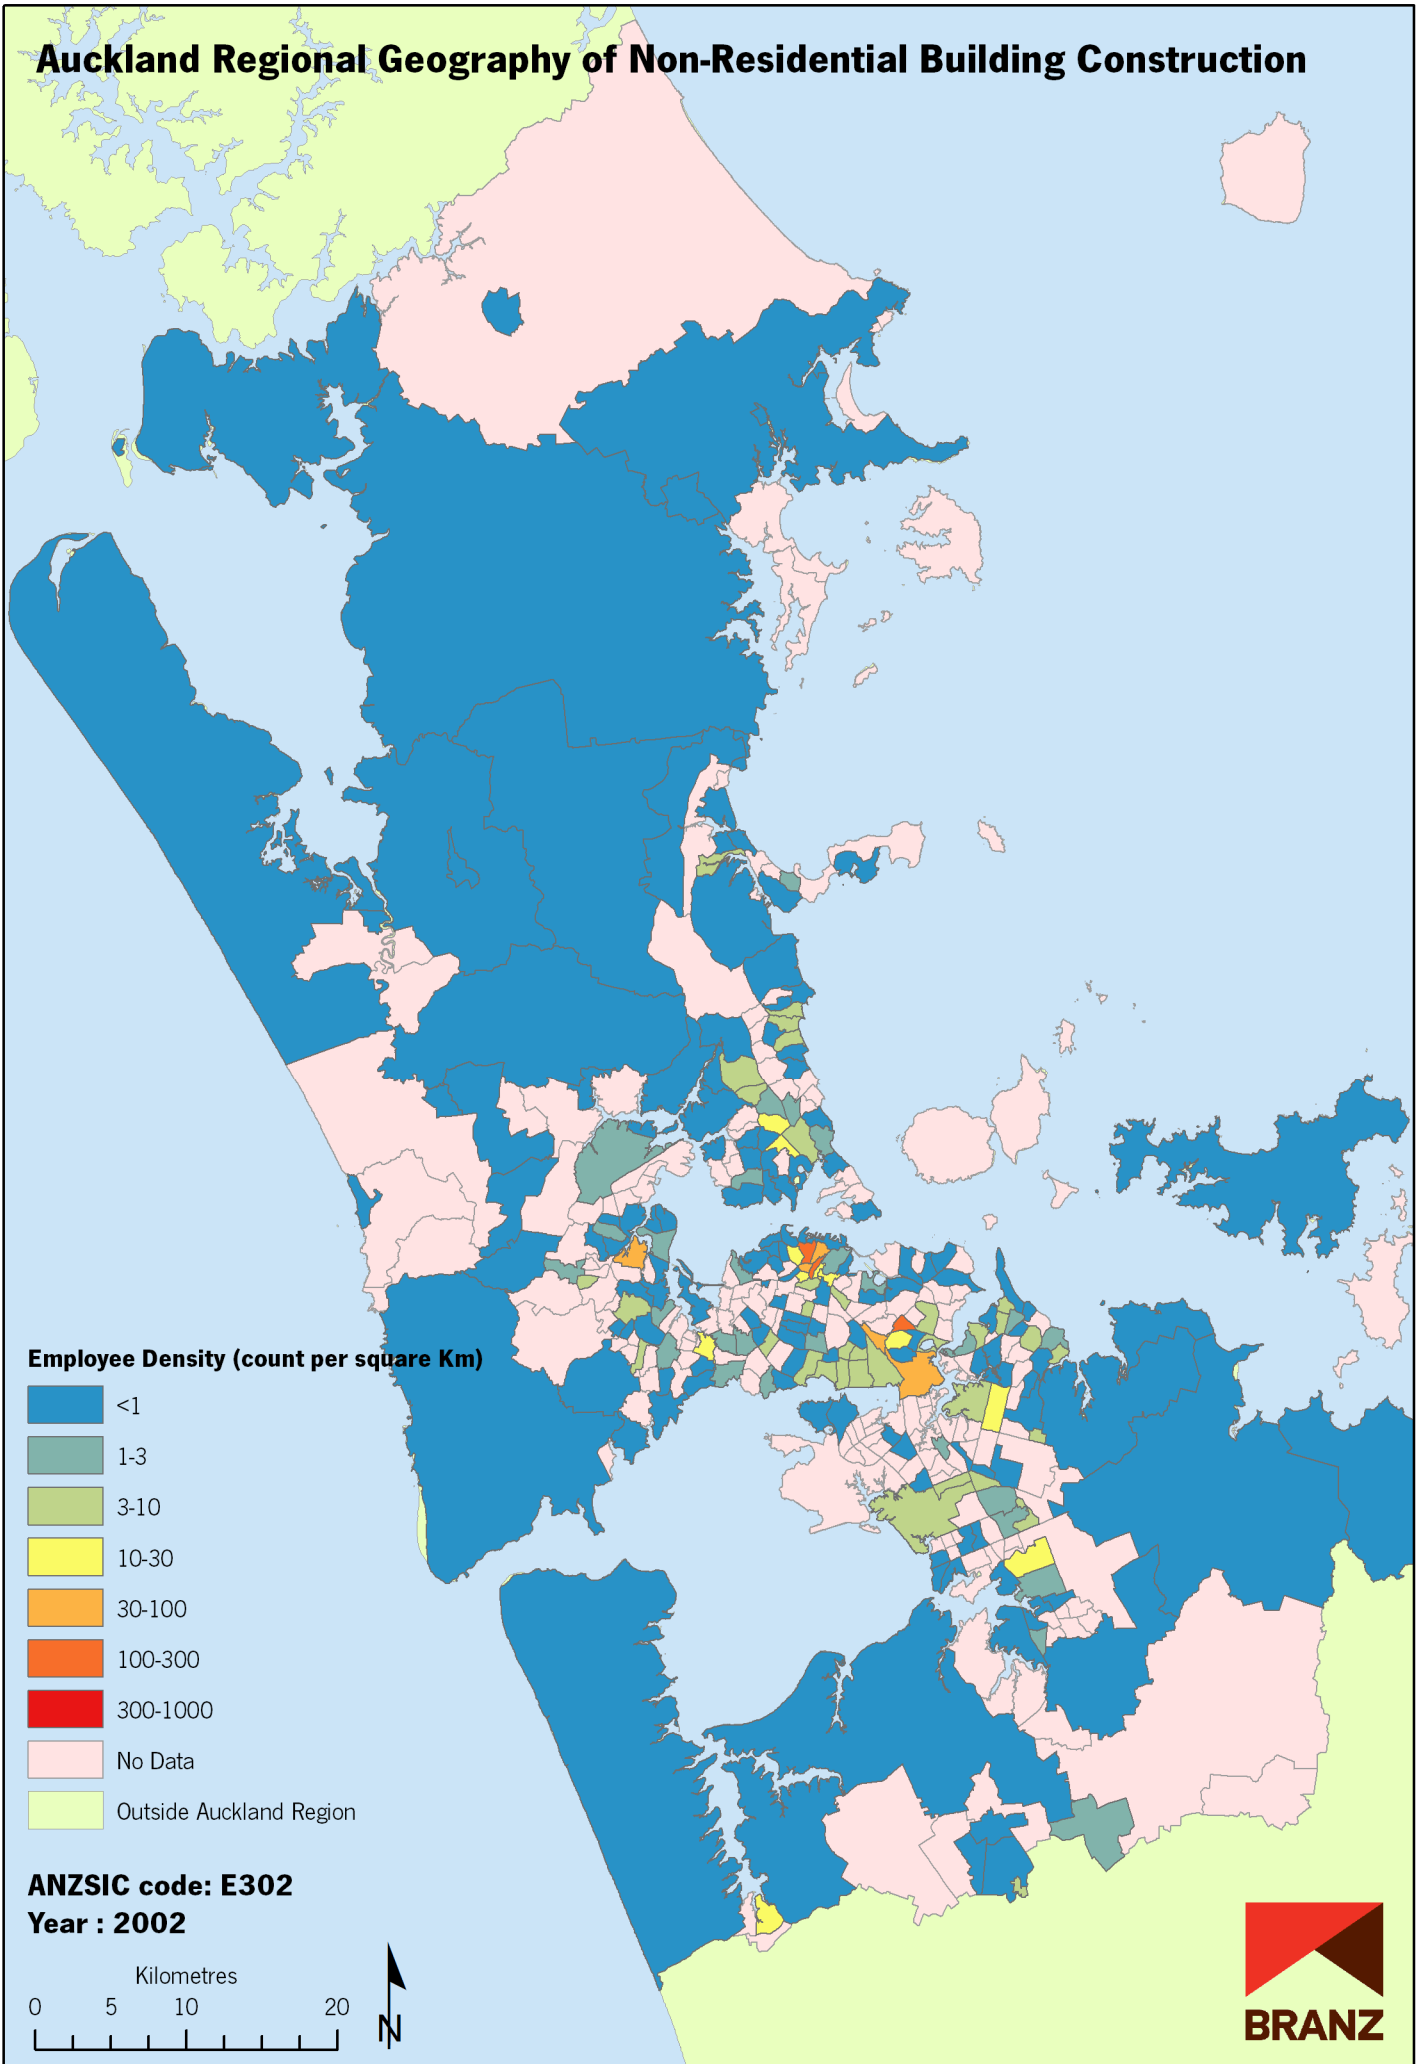 Auckland Regional Geography of Non-Residential Building Construction
Employee Density (count per square Km)
<1
1-3
3-10
10-30
30-100
100-300
300-1000
No Data
Outside Auckland Region
ANZSIC code: E302
Year : 2002
Kilometres
0 5 10 20
N
BRANZ